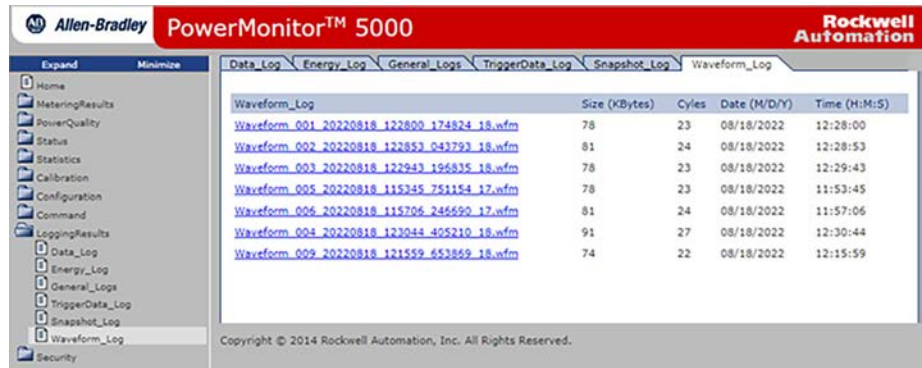 AB Allen-Bradley
PowerMonitor™ 5000
Rockwell
Automation
Expand Minimize
Home
MeteringResults
PowerQuality
Status
Statistics
Calibration
Configuration
Command
LoggingResults
Data_Log
Energy_Log
General_Logs
TriggerData_Log
Snapshot_Log
Waveform_Log
Security
Data_Log Energy_Log General_Logs TriggerData_Log Snapshot_Log Waveform_Log
Waveform_Log Size (KBytes) Cyles Date (M/D/Y) Time (H:M:S)
Waveform_001_20220818_122800_174824_18.wfm 78 23 08/18/2022 12:28:00
Waveform_002_20220818_122853_043793_18.wfm 81 24 08/18/2022 12:28:53
Waveform_003_20220818_122943_196835_18.wfm 78 23 08/18/2022 12:29:43
Waveform_005_20220818_115345_751154_17.wfm 78 23 08/18/2022 11:53:45
Waveform_006_20220818_115706_246690_17.wfm 81 24 08/18/2022 11:57:06
Waveform_004_20220818_123044_405210_18.wfm 91 27 08/18/2022 12:30:44
Waveform_009_20220818_121559_653869_18.wfm 74 22 08/18/2022 12:15:59
Copyright © 2014 Rockwell Automation, Inc. All Rights Reserved.